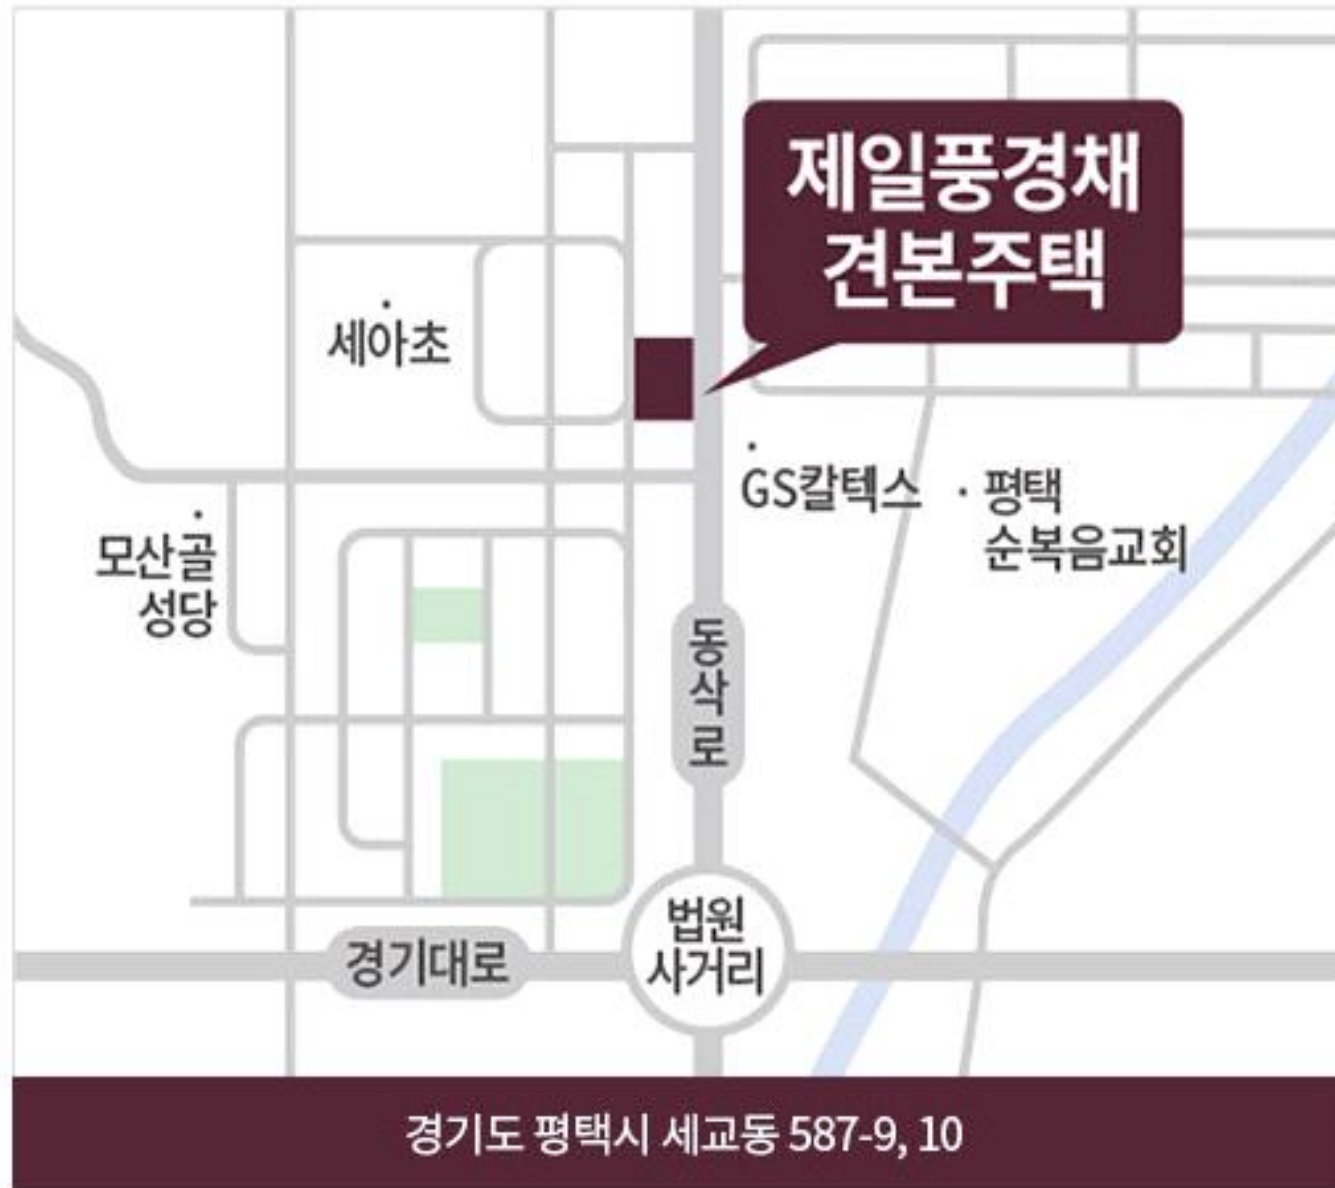 제일풍경채
견본주택
세아초
GS칼텍스
평택
순복음교회
모산골
성당
동삭로
법원
사거리
경기대로
경기도 평택시 세교동 587-9, 10